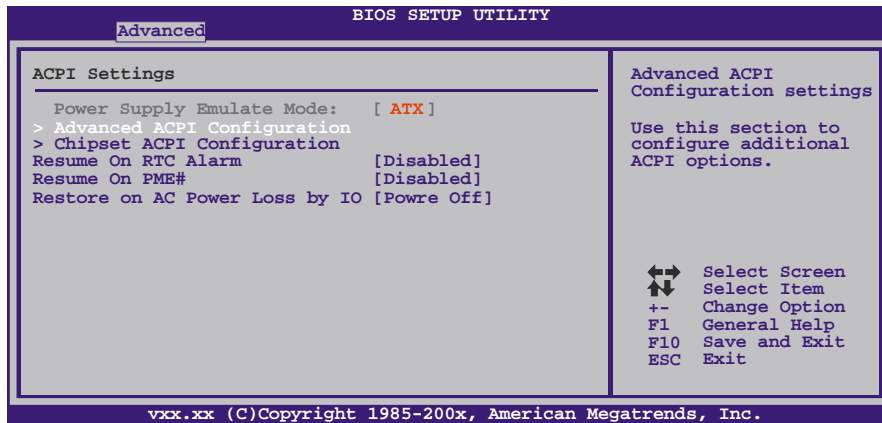 BIOS SETUP UTILITY
Advanced
ACPI Settings
Power Supply Emulate Mode: [ ATX ]
> Advanced ACPI Configuration
> Chipset ACPI Configuration
Resume On RTC Alarm [Disabled]
Resume On PME# [Disabled]
Restore on AC Power Loss by IO [Powre Off]
Advanced ACPI
Configuration settings
Use this section to
configure additional
ACPI options.
Select Screen
Select Item
+- Change Option
F1 General Help
F10 Save and Exit
ESC Exit
vxx.xx (C)Copyright 1985-200x, American Megatrends, Inc.